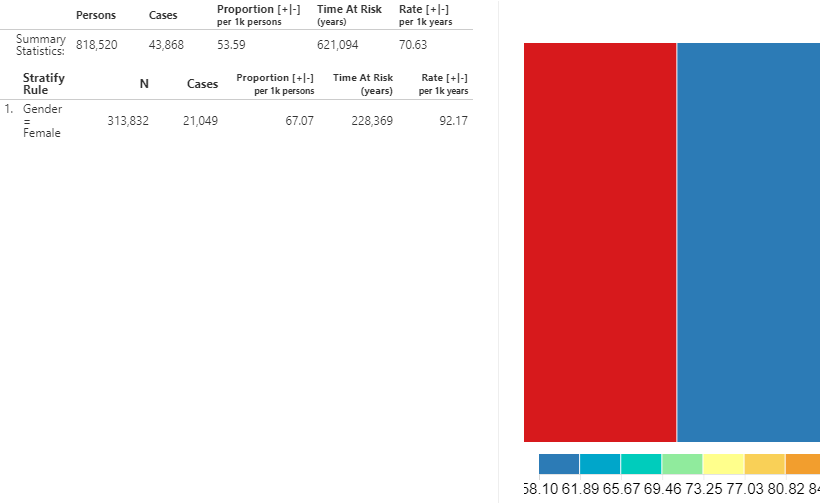 Persons Cases Proportion [+|-] Time At Risk Rate [+|-]
per 1k persons (years) per 1k years
Summary Statistics: 818,520 43,868 53.59 621,094 70.63
Stratify Rule N Cases Proportion [+|-] Time At Risk Rate [+|-]
per 1k persons (years) per 1k years
1. Gender = Female 313,832 21,049 67.07 228,369 92.17
58.10 61.89 65.67 69.46 73.25 77.03 80.82